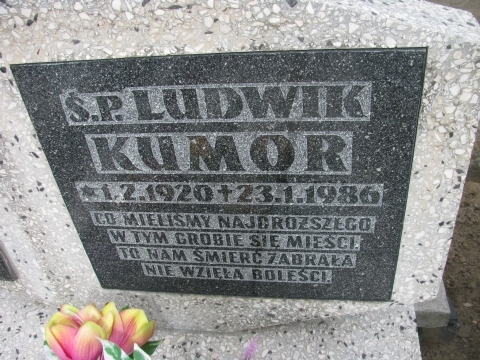 Ś.P. LUDWIK
KUMOR
* 1.2.1920 + 23.1.1986
CO MIELIŚMY NAJDROŻSZEGO
W TYM GROBIE SIĘ MIEŚCI.
TO NAM ŚMIERĆ ZABRAŁA
NIE WZIĘŁA BOLEŚCI.